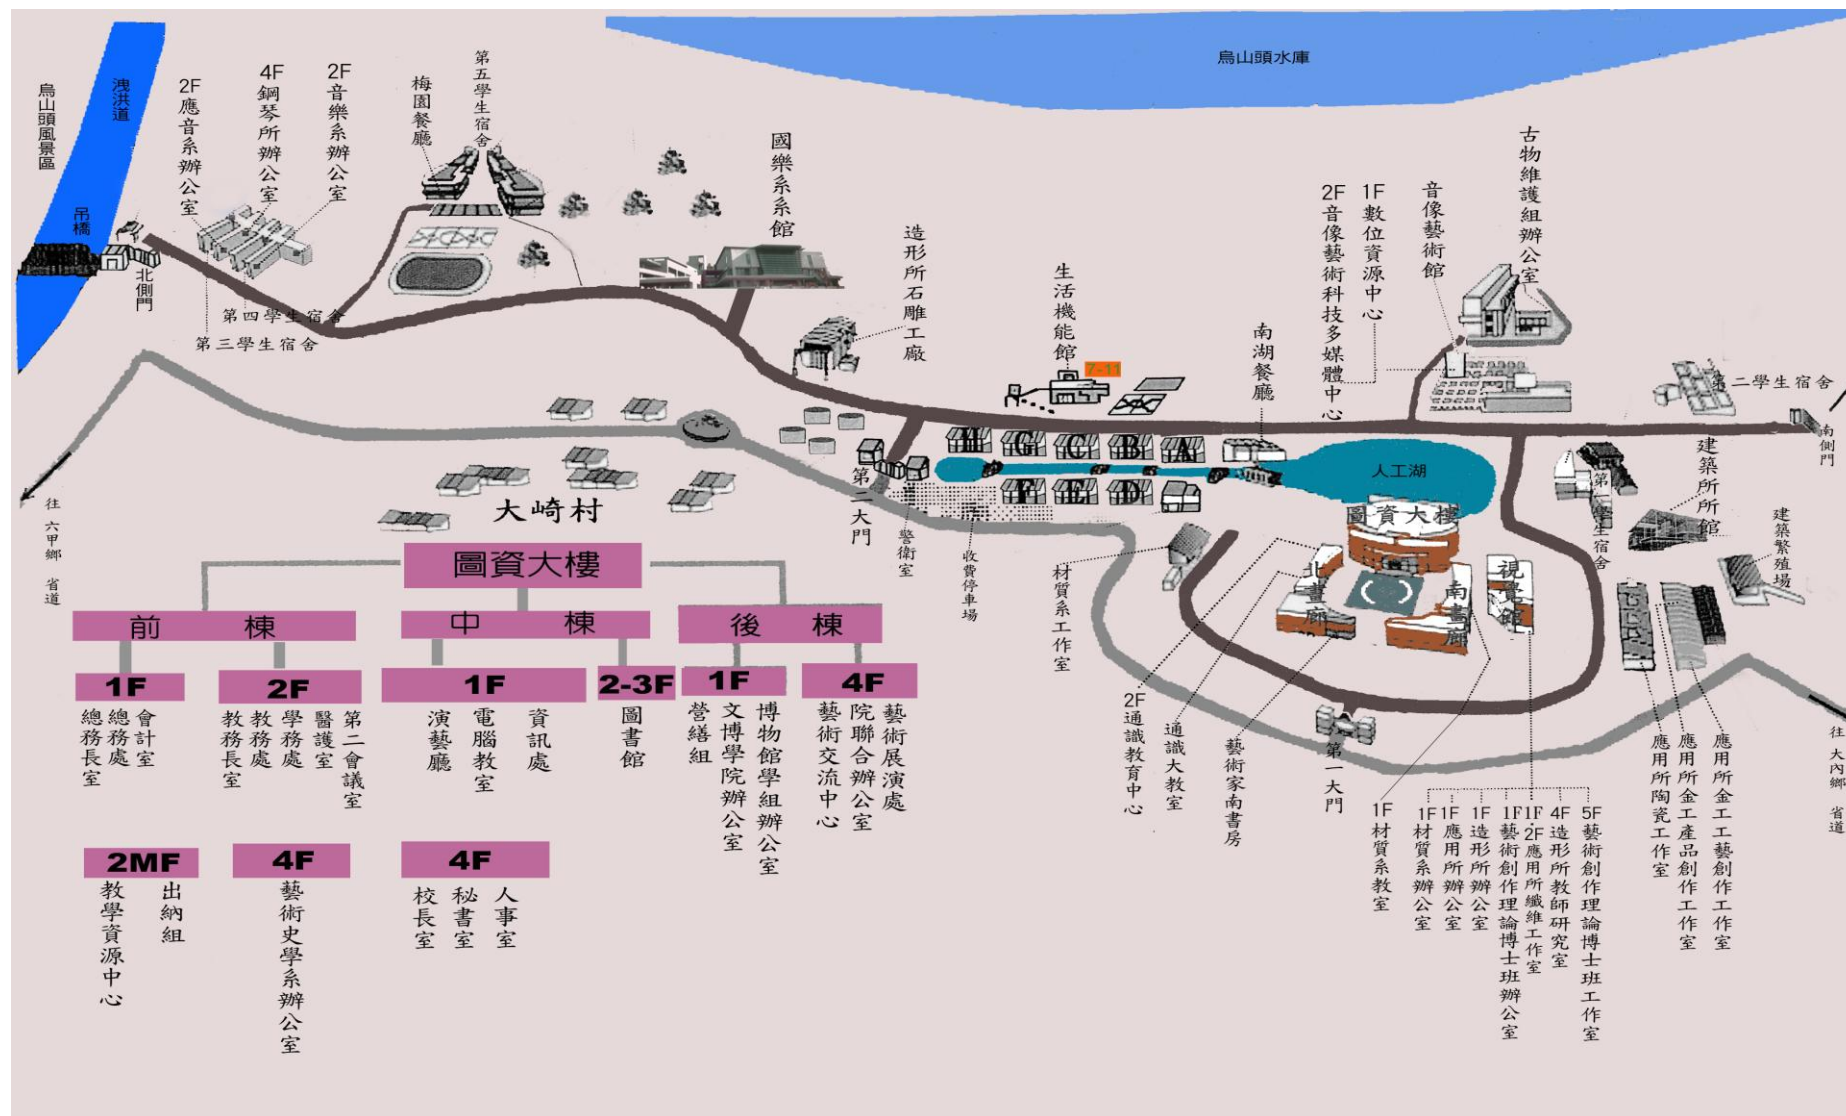 烏山頭水庫
烏山頭風景區
洩洪道
吊橋
北側門
2F應音系辦公室
4F鋼琴所辦公室
2F音樂系辦公室
第四學生宿舍
第三學生宿舍
梅園餐廳
第五學生宿舍
國樂系系館
造形所石雕工廠
生活機能館
7-11
南湖餐廳
2F音像藝術科技多媒體中心
1F數位資源中心
音像藝術館
古物維護組辦公室
第二學生宿舍
南側門
H
G
C
B
A
F
E
D
人工湖
第二大門
警衛室
收費停車場
大崎村
往 六甲鄉 省道
材質系工作室
圖資大樓
北畫廊
南畫廊
視覺館
第一學生宿舍
建築所所館
建築繁殖場
2F通識教育中心
通識大教室
藝術家南書房
第一大門
1F材質系教室
1F材質系辦公室
1F應用所辦公室
1F造形所辦公室
1F藝術創作理論博士班辦公室
1F.2F應用所纖維工作室
4F造形所教師研究室
5F藝術創作理論博士班工作室
應用所陶瓷工作室
應用所金工產品創作工作室
應用所金工工藝創作工作室
往 大內鄉 省道
圖資大樓
前棟
中棟
後棟
1F
總務長室
總務處
會計室
2F
教務長室
教務處
學務處
醫護室
第二會議室
1F
演藝廳
電腦教室
資訊處
2-3F
圖書館
1F
營繕組
文博學院辦公室
博物館學組辦公室
4F
藝術交流中心
院聯合辦公室
藝術展演處
2MF
教學資源中心
出納組
4F
藝術史學系辦公室
4F
校長室
秘書室
人事室